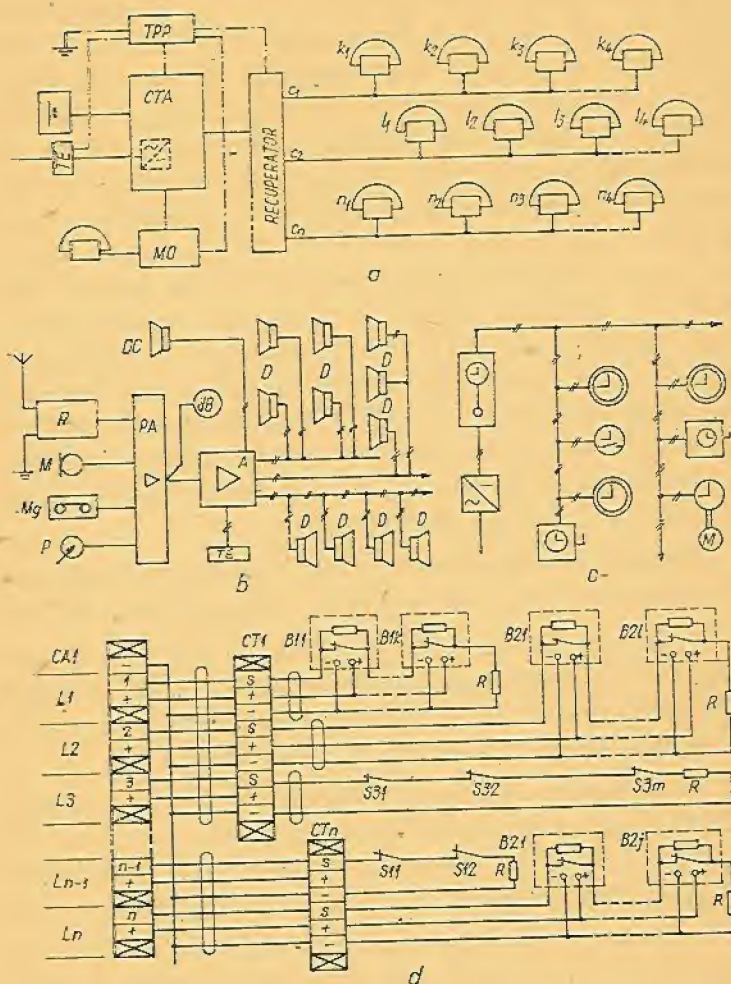 TPP
k1 k2 k3 k4
CTA
C1
l1 l2 l3 l4
TE
C2
RECUPERATOR
n1 n2 n3 n4
MO
Cn
a
GC
D D D
dB
R
PA
D D D
M
A
Mg
D D D D
P
TE
M
б
c
CA1
-
CT1
B11
B1k
B21
B2l
L1
1
+
S
+
-
R
R
L2
2
+
S
+
-
L3
3
+
S
+
-
S31
S32
S3m
R
CTn
Ln-1
n-1
+
S
+
-
S11
S12
R
B21
B2j
R
Ln
n
+
S
+
-
d